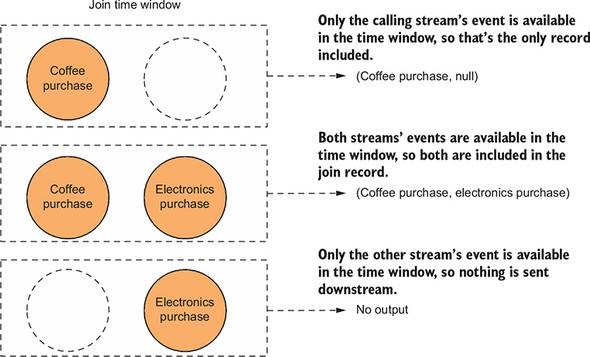 Join time window
Only the calling stream's event is available
in the time window, so that's the only record
included.
Coffee
purchase
(Coffee purchase, null)
Both streams' events are available in the
time window, so both are included in the
join record.
Coffee
purchase
Electronics
purchase
(Coffee purchase, electronics purchase)
Only the other stream's event is available
in the time window, so nothing is sent
downstream.
Electronics
purchase
No output